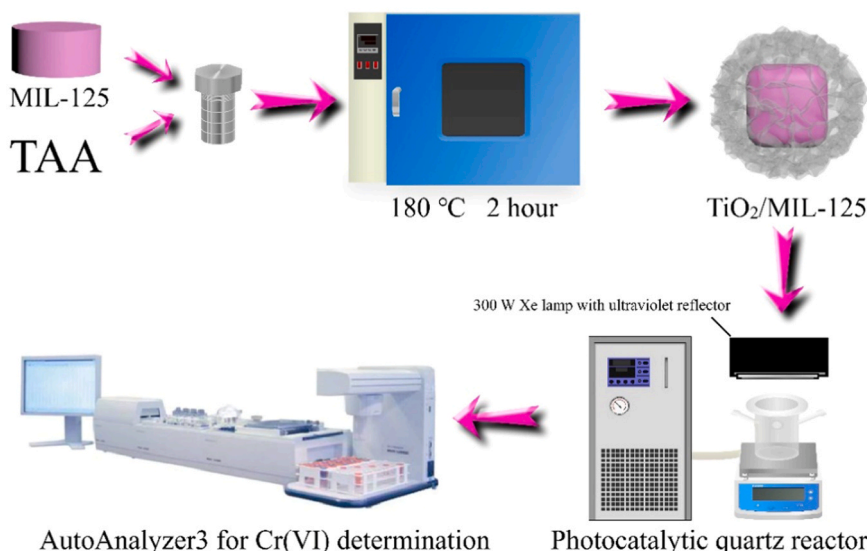 MIL-125
TAA
180 °C 2 hour
TiO₂/MIL-125
300 W Xe lamp with ultraviolet reflector
AutoAnalyzer3 for Cr(VI) determination
Photocatalytic quartz reactor